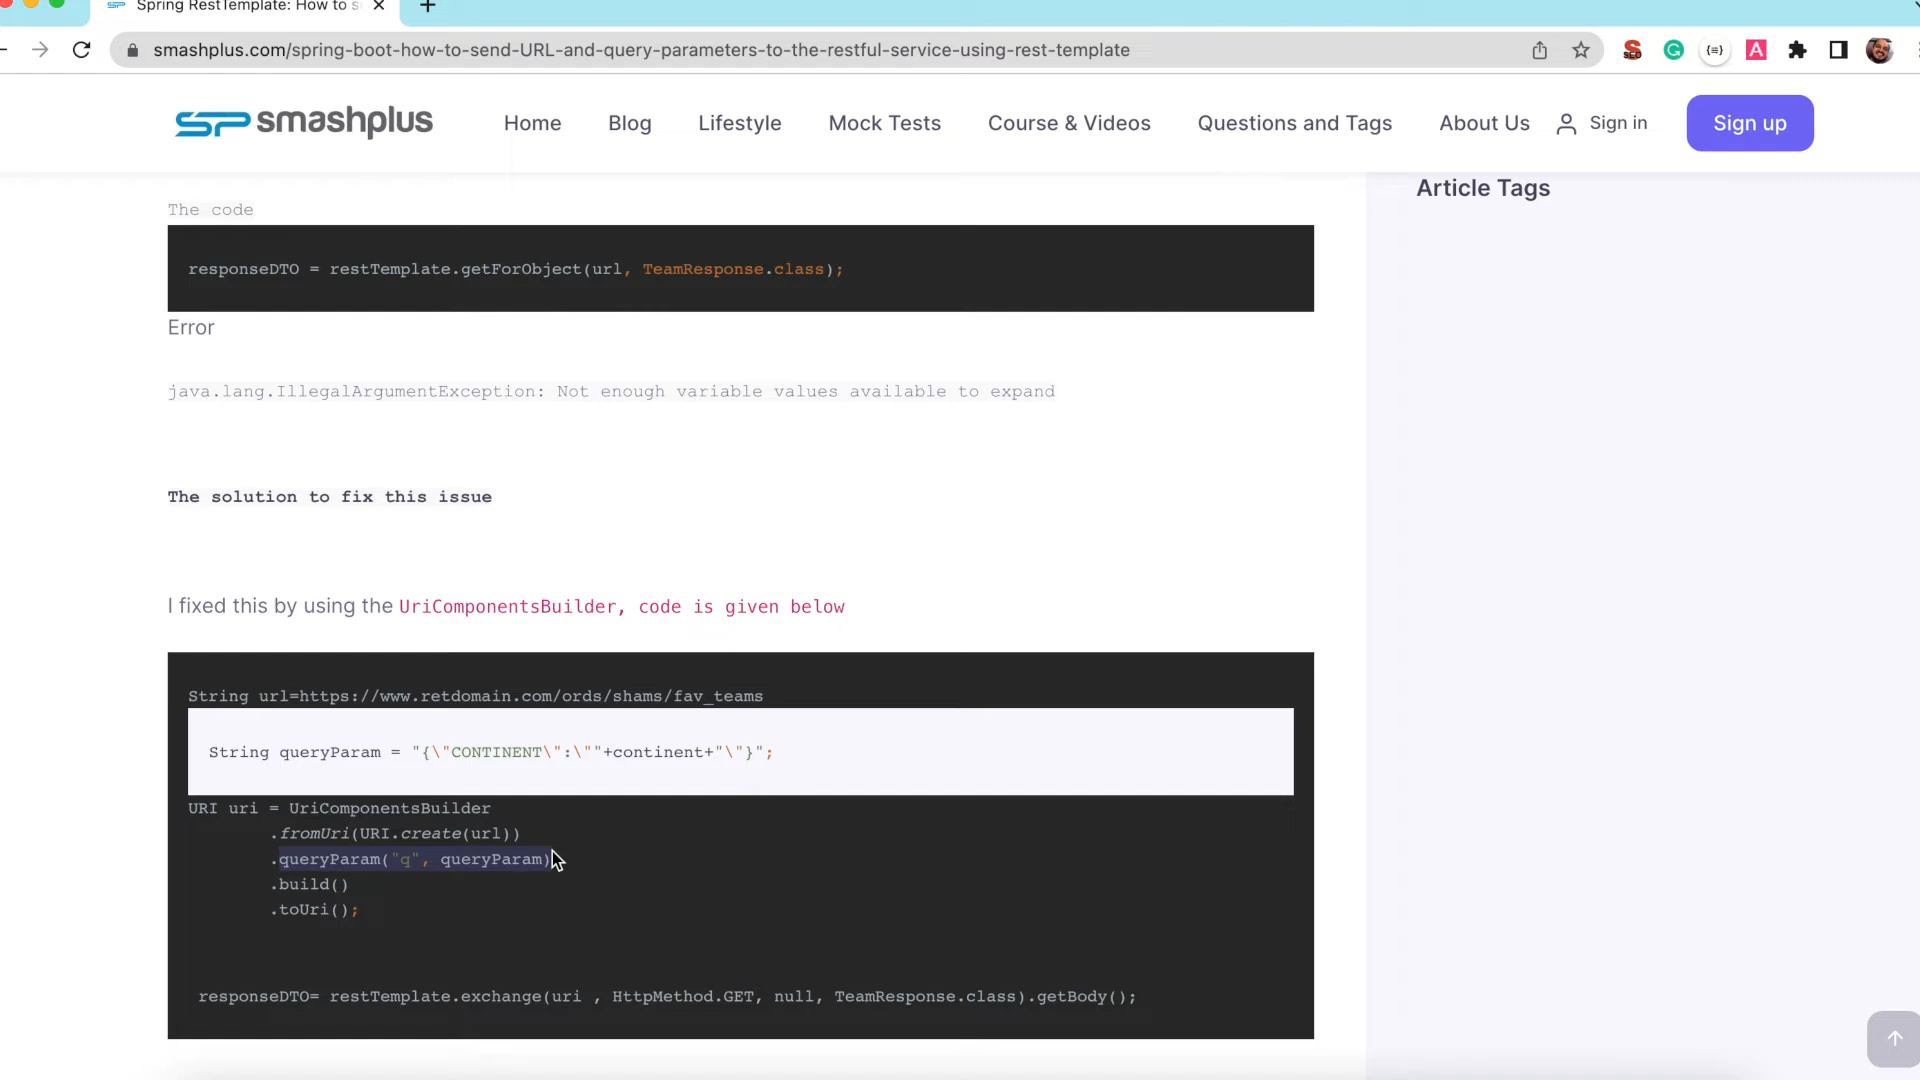 Spring RestTemplate: How to s
smashplus.com/spring-boot-how-to-send-URL-and-query-parameters-to-the-restful-service-using-rest-template
smashplus
Home Blog Lifestyle Mock Tests Course & Videos Questions and Tags About Us Sign in Sign up
Article Tags
The code
responseDTO = restTemplate.getForObject(url, TeamResponse.class);
Error
java.lang.IllegalArgumentException: Not enough variable values available to expand
The solution to fix this issue
I fixed this by using the UriComponentsBuilder, code is given below
String url=https://www.retdomain.com/ords/shams/fav_teams
String queryParam = "{\"CONTINENT\":\""+continent+"\"}";
URI uri = UriComponentsBuilder
.fromUri(URI.create(url))
.queryParam("q", queryParam)
.build()
.toUri();
responseDTO= restTemplate.exchange(uri , HttpMethod.GET, null, TeamResponse.class).getBody();